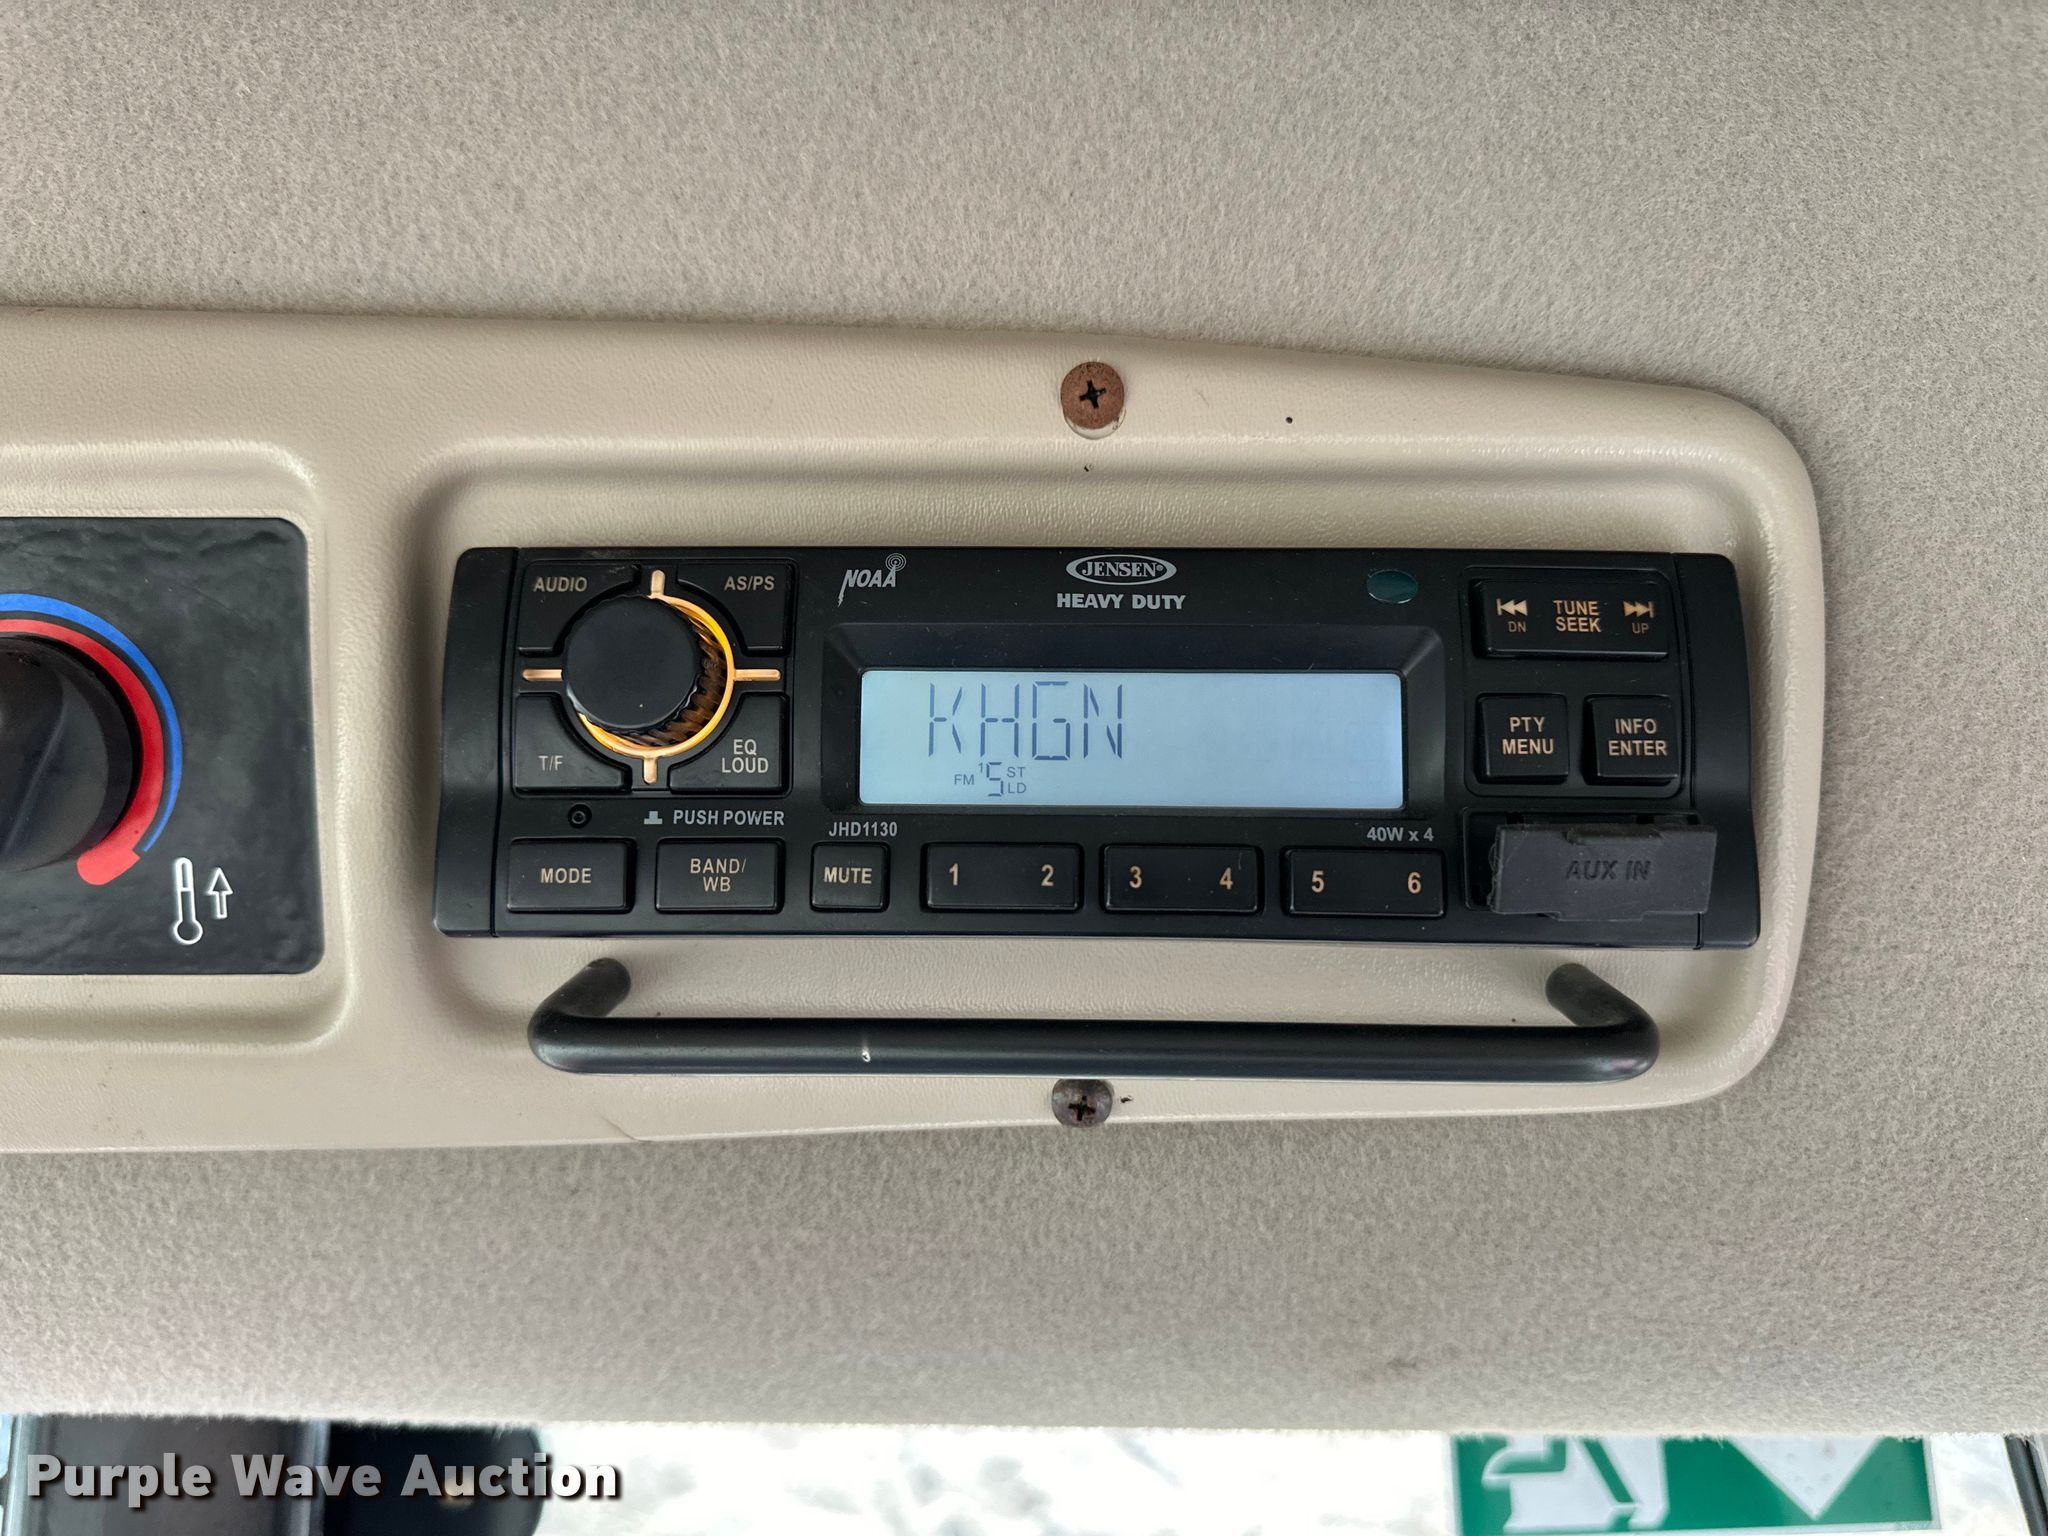 AUDIO
AS/PS
NOAA
JENSEN®
HEAVY DUTY
DN
TUNE
SEEK
UP
KHGN
FM 1 5 ST
LD
T/F
EQ
LOUD
PTY
MENU
INFO
ENTER
PUSH POWER
JHD1130
40W x 4
MODE
BAND/
WB
MUTE
1
2
3
4
5
6
AUX IN
Purple Wave Auction